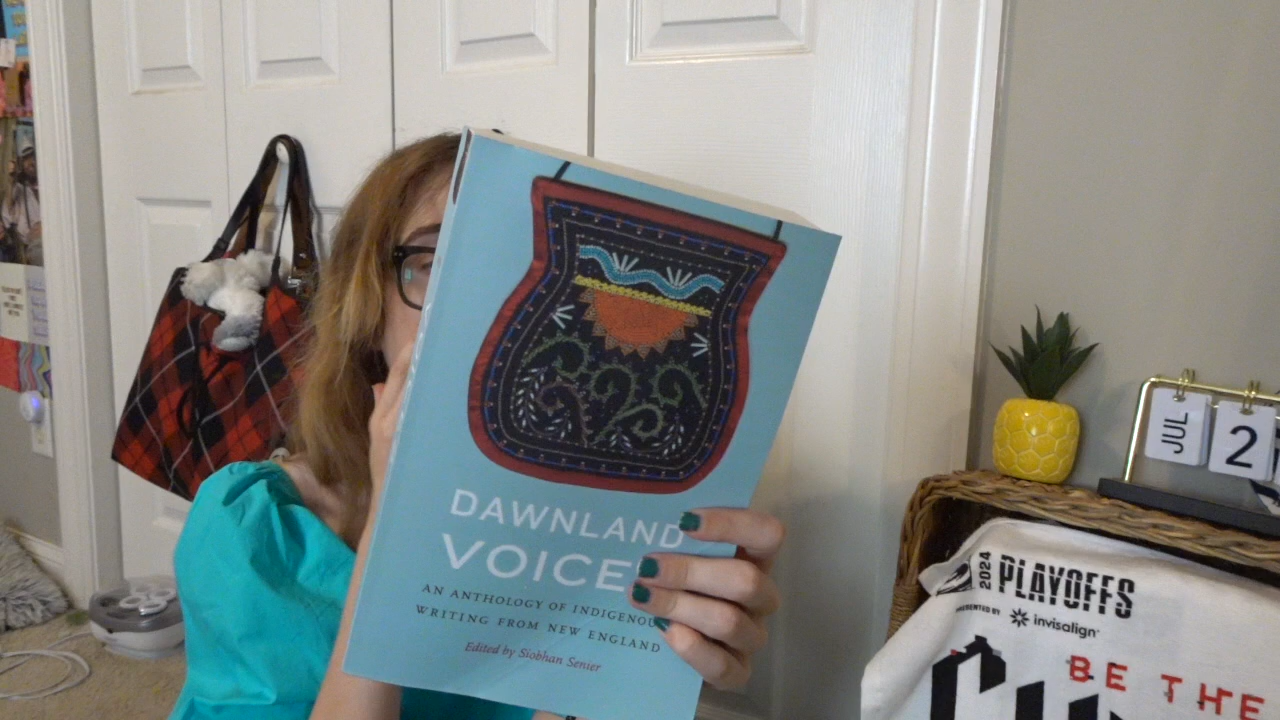 DAWNLAND
VOICE
AN ANTHOLOGY OF INDIGENOU
WRITING FROM NEW ENGLAND
Edited by Siobhan Senier
JUL
2
2024
PLAYOFFS
PRESENTED BY invisalign
BE THE